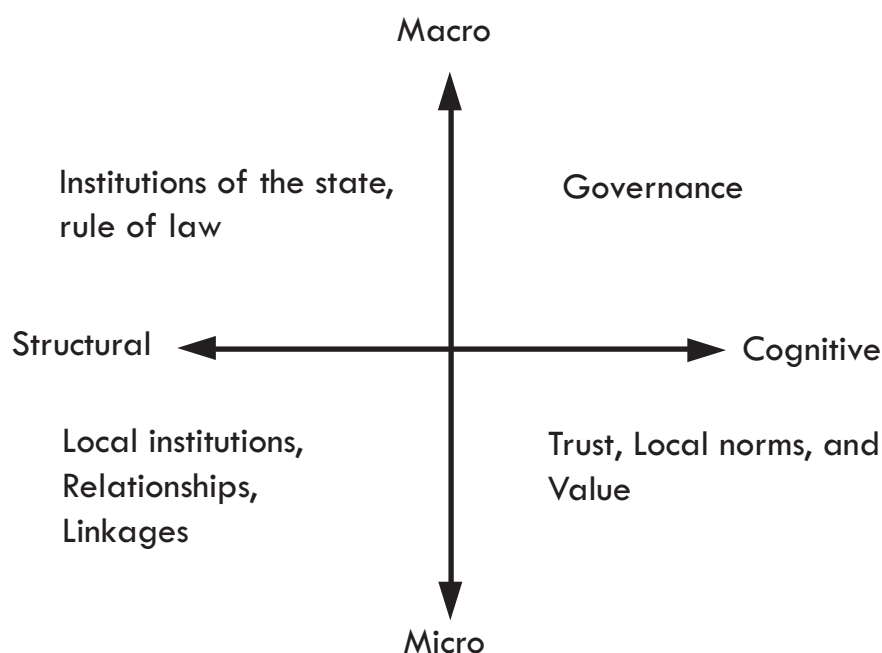 Macro
Institutions of the state,
rule of law
Governance
Structural
Cognitive
Local institutions,
Relationships,
Linkages
Trust, Local norms, and
Value
Micro